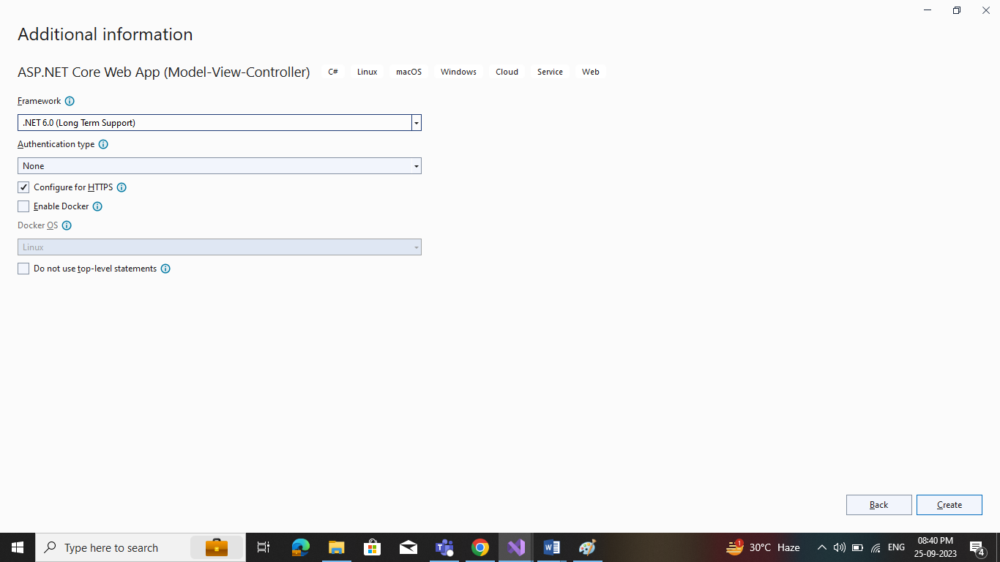 Additional information
ASP.NET Core Web App (Model-View-Controller) C# Linux macOS Windows Cloud Service Web
Framework
.NET 6.0 (Long Term Support)
Authentication type
None
Configure for HTTPS
Enable Docker
Docker OS
Linux
Do not use top-level statements
Back Create
Type here to search
1
30°C Haze
ENG
08:40 PM
25-09-2023
4